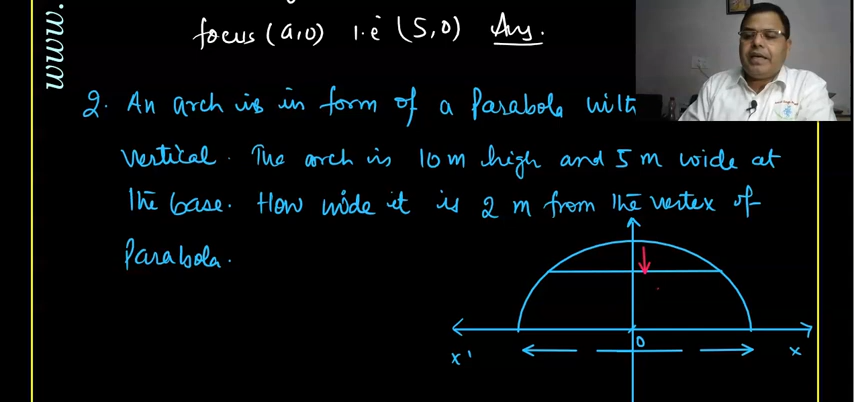 www.
focus (a,0) i.e (5,0) Ans.
2. An arch is in form of a Parabola with
vertical. The arch is 10 m high and 5 m wide at
the base. How wide it is 2 m from the vertex of
Parabola.
O
X' X